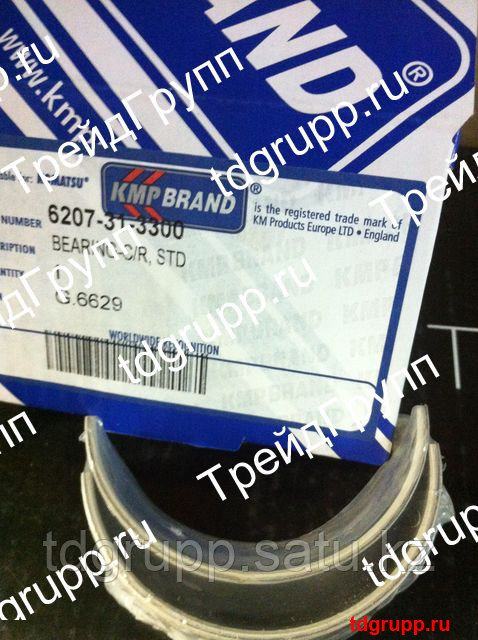 AND®
www.kmp
KOMATSU®
KMP BRAND®
is the registered trade mark of
KM Products Europe LTD • England
NUMBER 6207-31-3300
BEARING-C/R, STD
1
G.6629
WORLDWIDE
KMP BRAND
ТрейдГрупп
tdgrupp.ru
ТрейдГрупп
tdgrupp.ru
ТрейдГрупп
tdgrupp.ru
ТрейдГрупп
tdgrupp.satu.kz
tdgrupp.ru